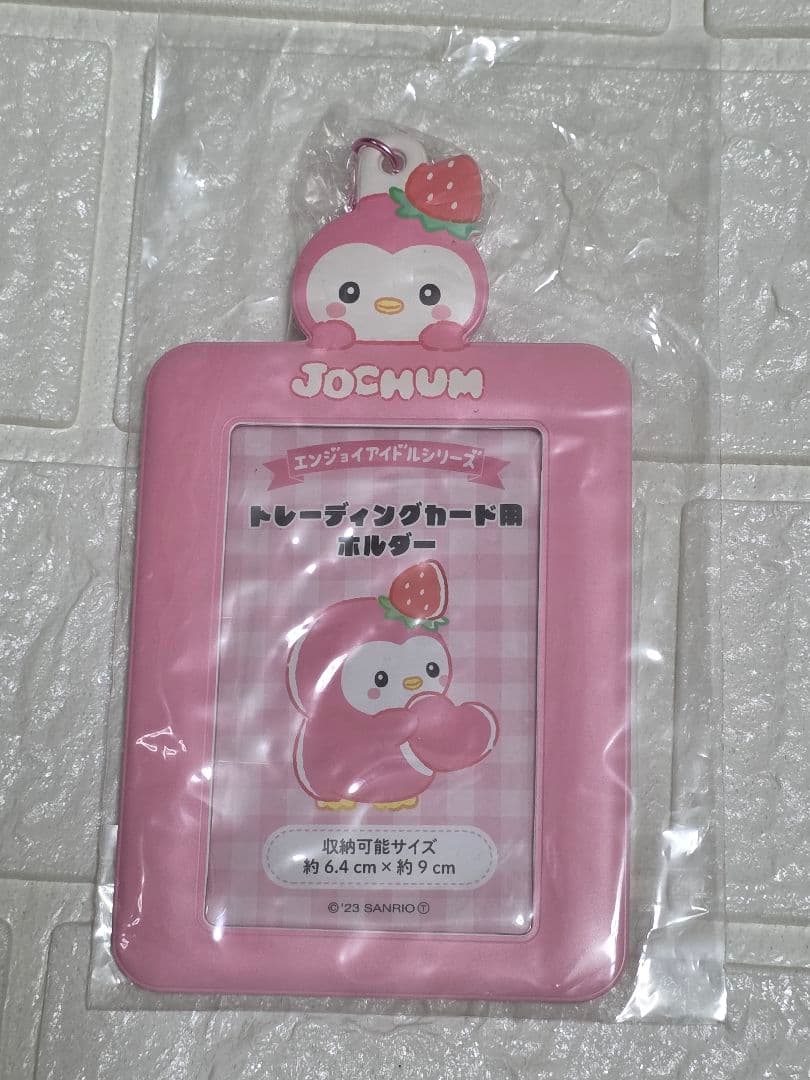 JOCHUM
エンジョイアイドルシリーズ
トレーディングカード用
ホルダー
収納可能サイズ
約 6.4 cm × 約 9 cm
© '23 SANRIO Ⓣ